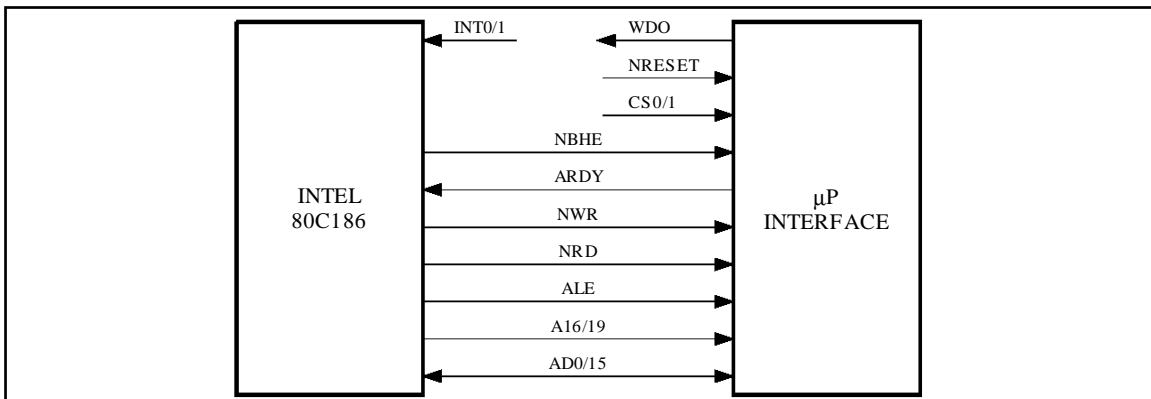 INT0/1
WDO
NRESET
CS0/1
NBHE
ARDY
INTEL
80C186
µP
INTERFACE
NWR
NRD
ALE
A16/19
AD0/15